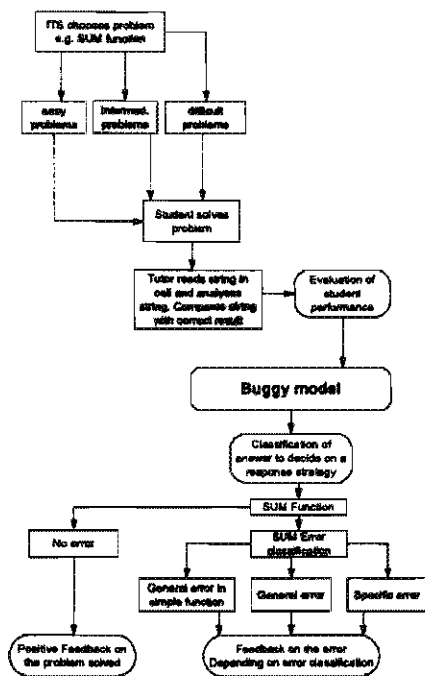 ITS chooses problem
e.g. SUM function
easy
problems
Intermed.
problems
difficult
problems
Student solves
problem
Tutor reads string in
cell and analyses
string. Compares string
with correct result
Evaluation of
student
performance
Buggy model
Classification of
answer to decide on a
response strategy
SUM Function
No error
SUM Error
classification
General error in
simple function
General error
Specific error
Positive Feedback on
the problem solved
Feedback on the error
Depending on error classification